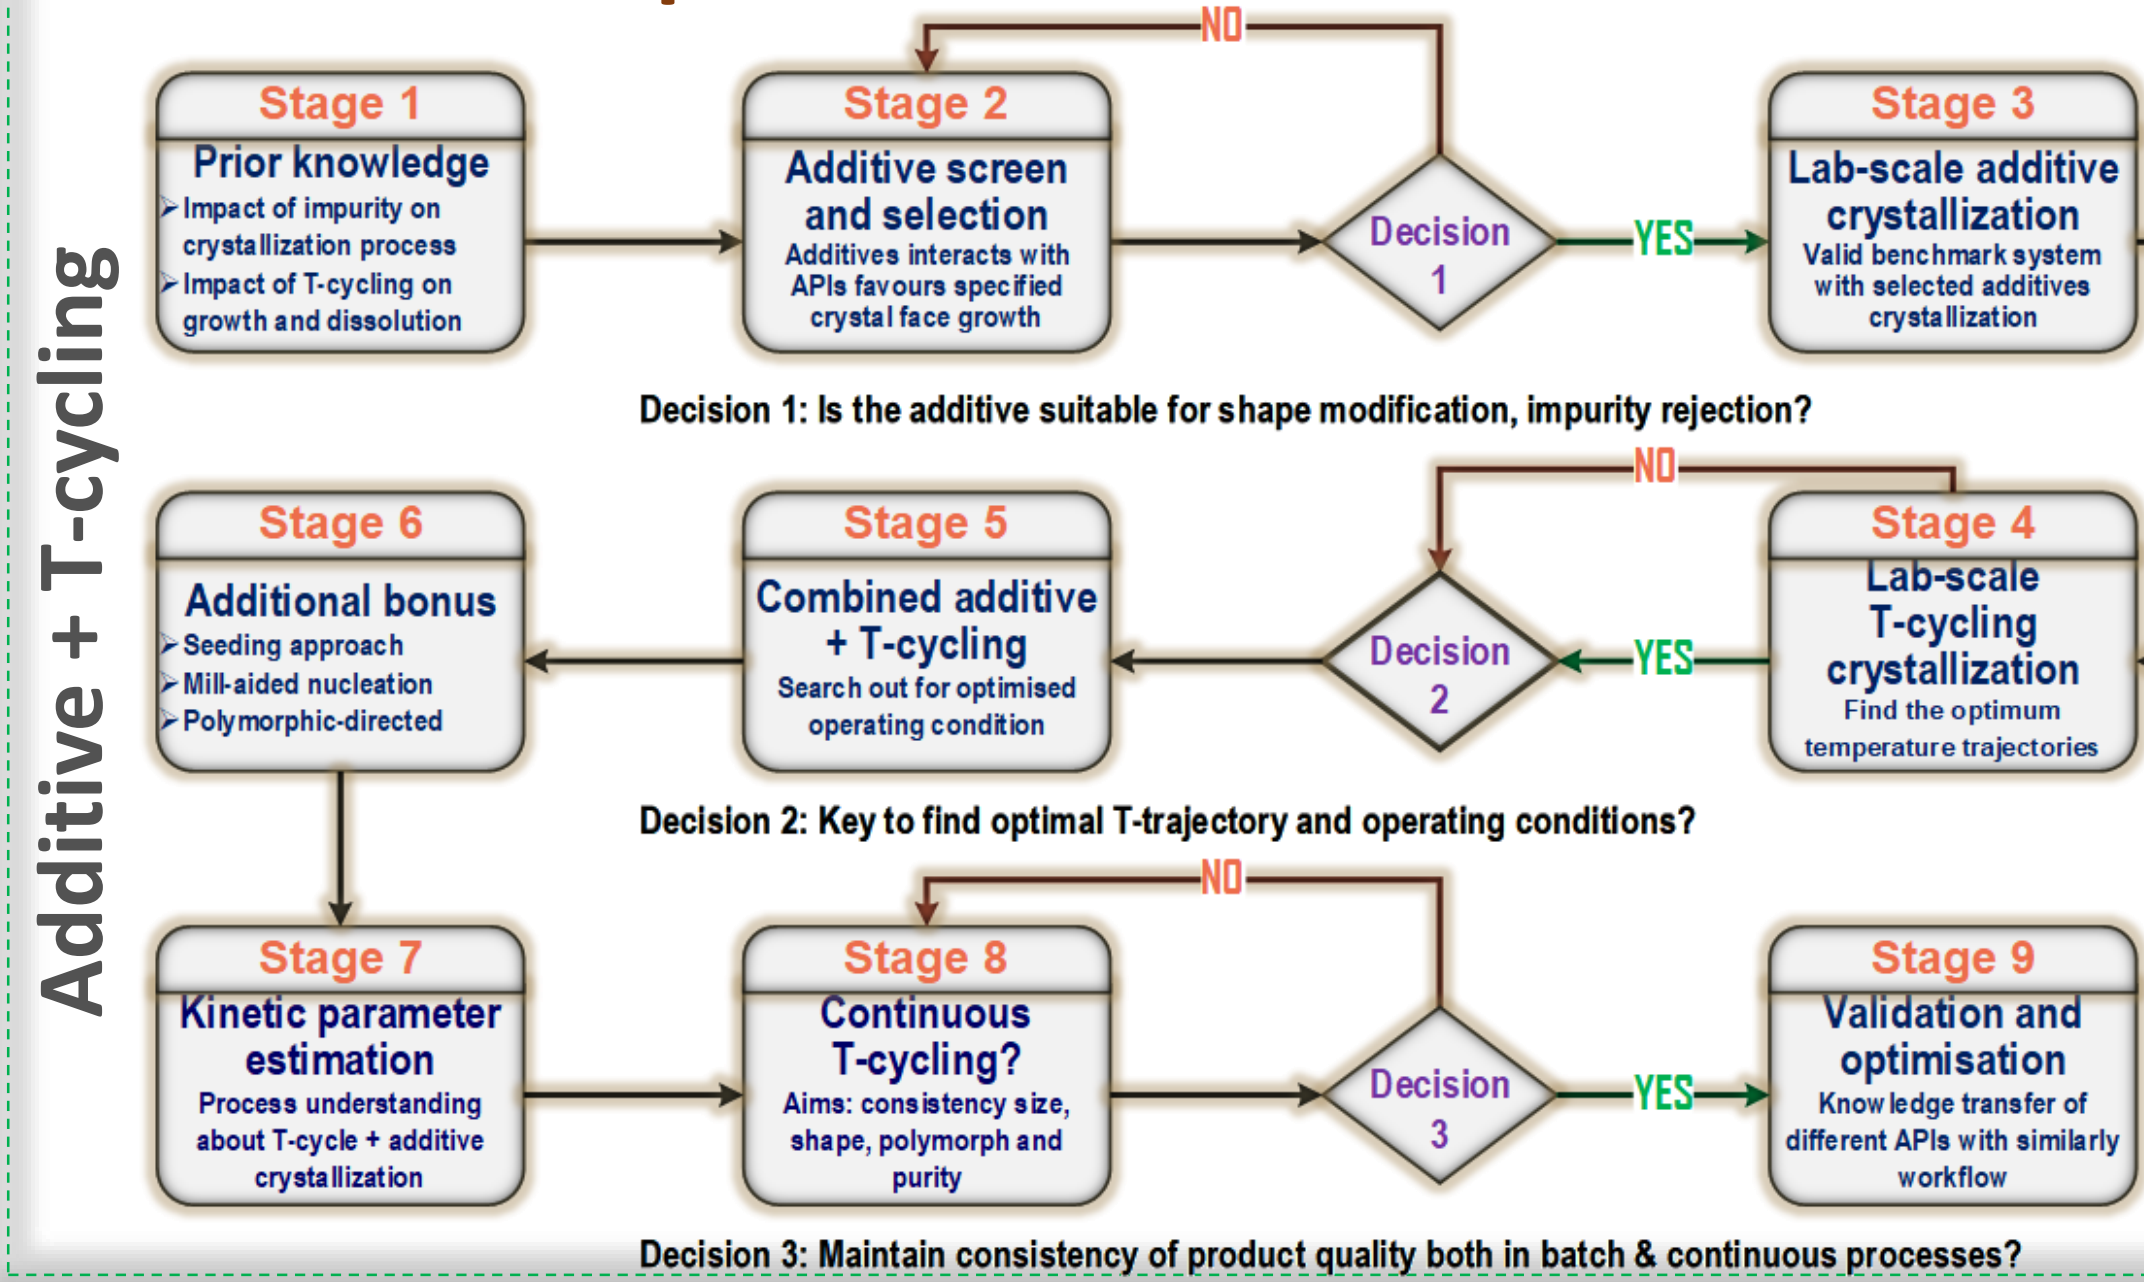 Additive + T-cycling
NO
Stage 1
Prior knowledge
➢Impact of impurity on
crystallization process
➢Impact of T-cycling on
growth and dissolution
Stage 2
Additive screen
and selection
Additives interacts with
APIs favours specified
crystal face growth
Decision
1
YES
Stage 3
Lab-scale additive
crystallization
Valid benchmark system
with selected additives
crystallization
Decision 1: Is the additive suitable for shape modification, impurity rejection?
NO
Stage 4
Lab-scale
T-cycling
crystallization
Find the optimum
temperature trajectories
YES
Decision
2
Stage 5
Combined additive
+ T-cycling
Search out for optimised
operating condition
Stage 6
Additional bonus
➢Seeding approach
➢Mill-aided nucleation
➢Polymorphic-directed
Decision 2: Key to find optimal T-trajectory and operating conditions?
NO
Stage 7
Kinetic parameter
estimation
Process understanding
about T-cycle + additive
crystallization
Stage 8
Continuous
T-cycling?
Aims: consistency size,
shape, polymorph and
purity
Decision
3
YES
Stage 9
Validation and
optimisation
Knowledge transfer of
different APIs with similarly
workflow
Decision 3: Maintain consistency of product quality both in batch & continuous processes?